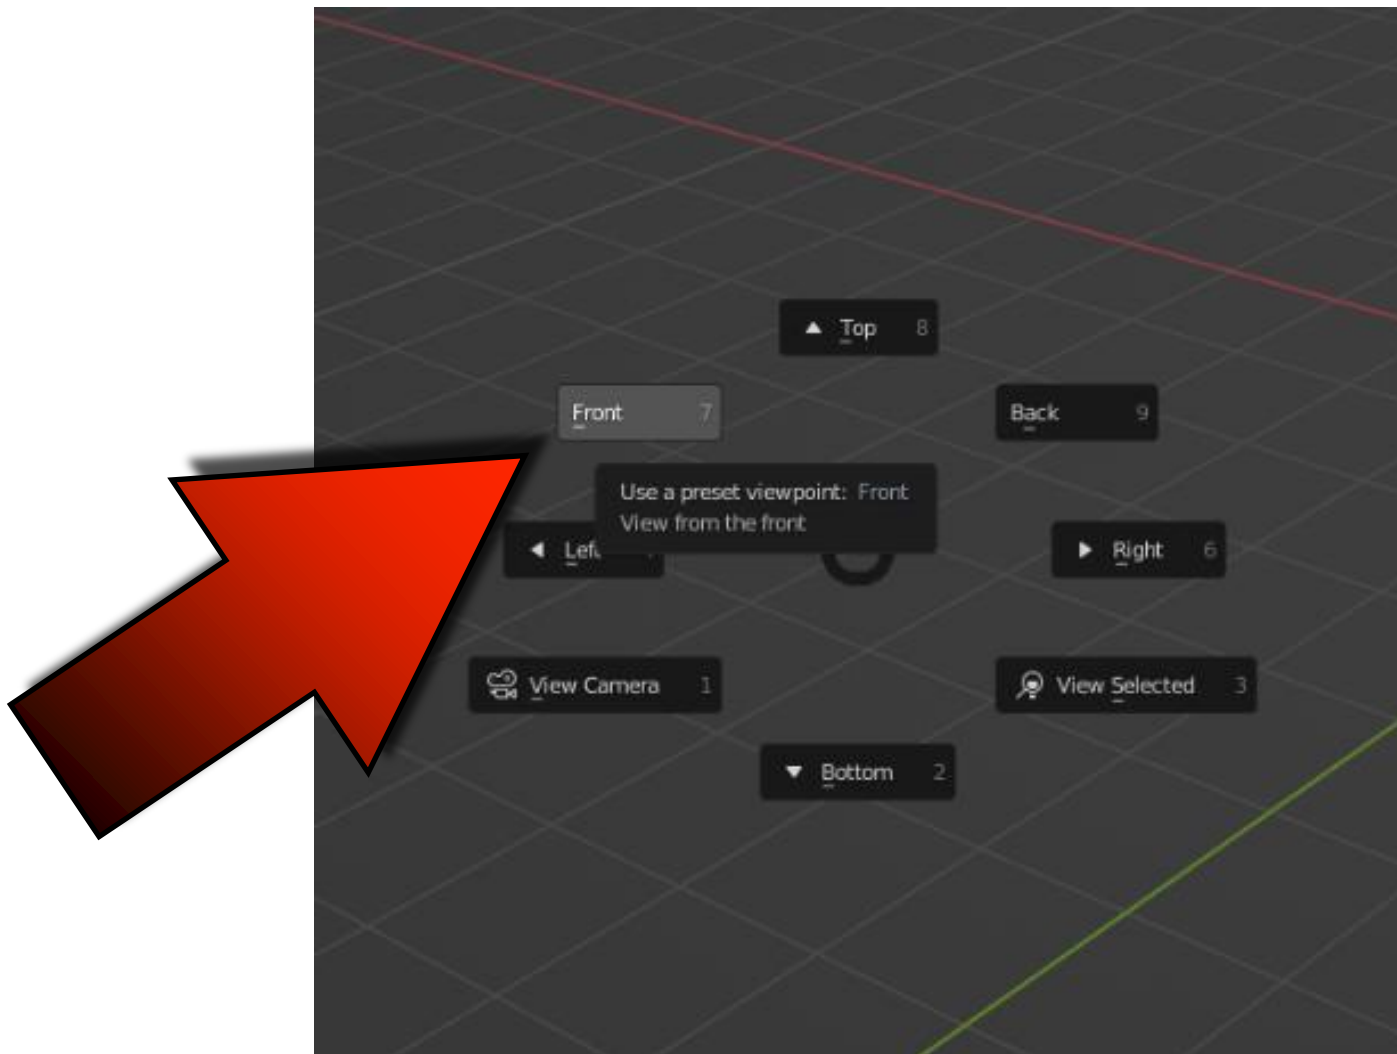 Top 8
Front 7
Back 9
Use a preset viewpoint: Front
View from the front
Right 6
View Camera 1
View Selected 3
Bottom 2